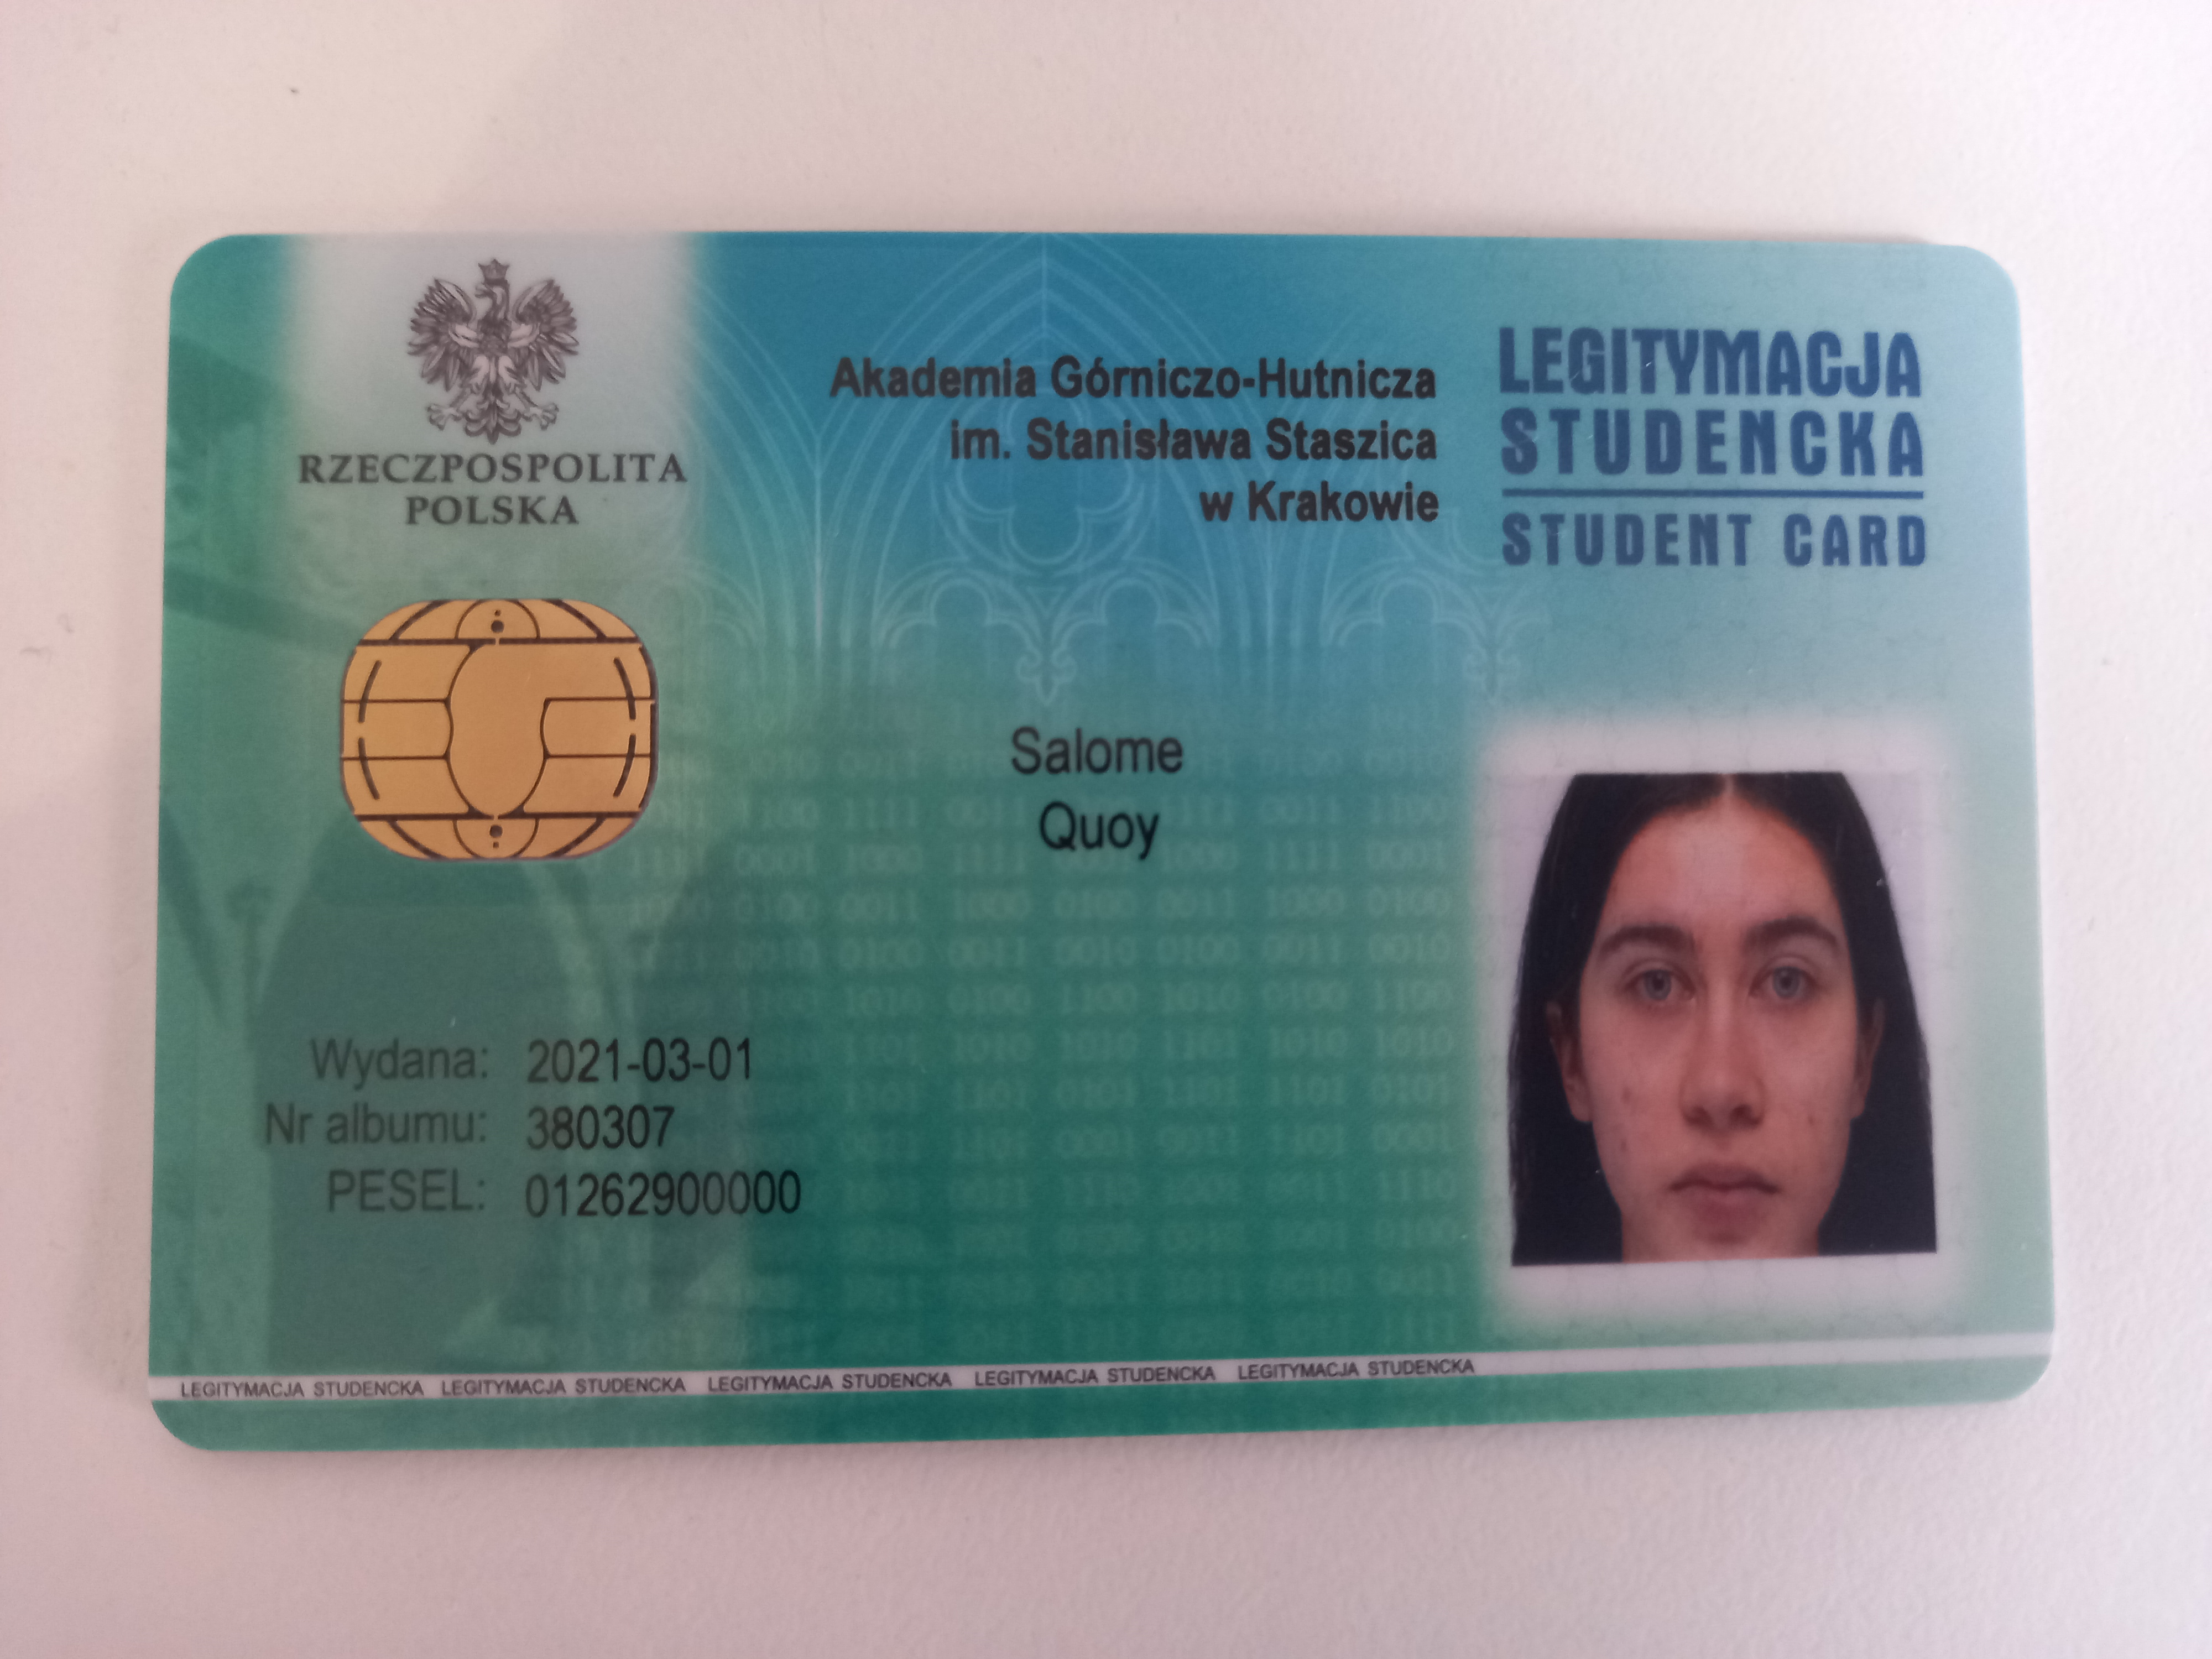 RZECZPOSPOLITA
POLSKA
Akademia Górniczo-Hutnicza
im. Stanisława Staszica
w Krakowie
LEGITYMACJA
STUDENCKA
STUDENT CARD
Salome
Quoy
Wydana: 2021-03-01
Nr albumu: 380307
PESEL: 01262900000
LEGITYMACJA STUDENCKA LEGITYMACJA STUDENCKA LEGITYMACJA STUDENCKA LEGITYMACJA STUDENCKA LEGITYMACJA STUDENCKA